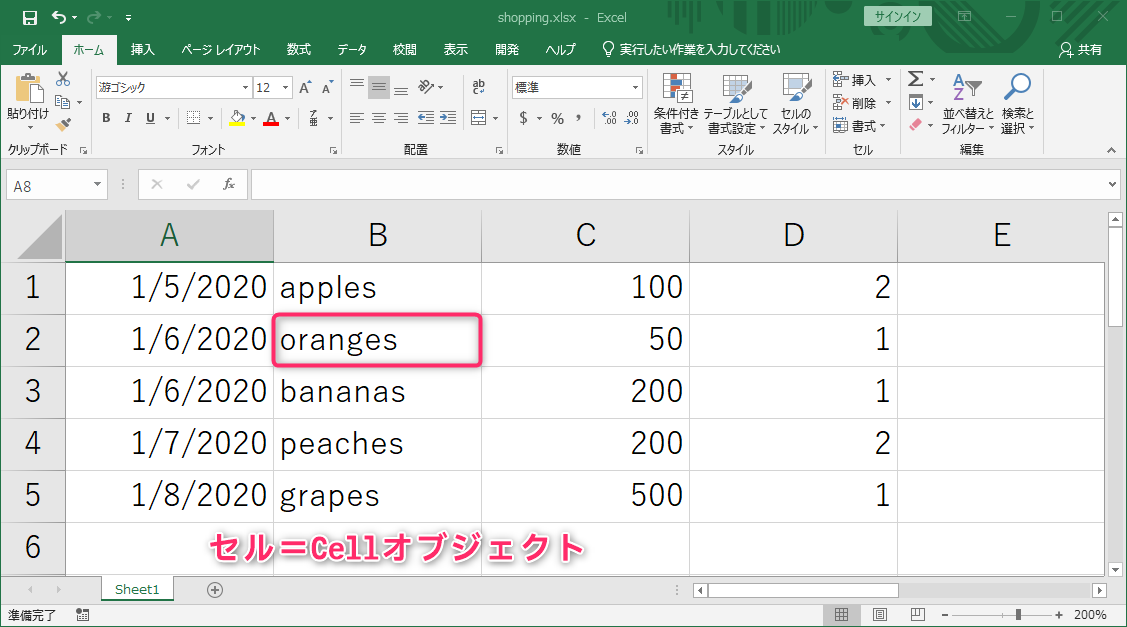 shopping.xlsx - Excel サインイン
ファイル ホーム 挿入 ページ レイアウト 数式 データ 校閲 表示 開発 ヘルプ 実行したい作業を入力してください 共有
游ゴシック 12 標準
貼り付け B I U A ab $ % , 条件付き書式 テーブルとして書式設定 セルのスタイル 挿入 削除 書式 並べ替えとフィルター 検索と選択
クリップボード フォント 配置 数値 スタイル セル 編集
A8 fx
A B C D E
1 1/5/2020 apples 100 2
2 1/6/2020 oranges 50 1
3 1/6/2020 bananas 200 1
4 1/7/2020 peaches 200 2
5 1/8/2020 grapes 500 1
6 セル＝Cellオブジェクト
Sheet1
準備完了 200%